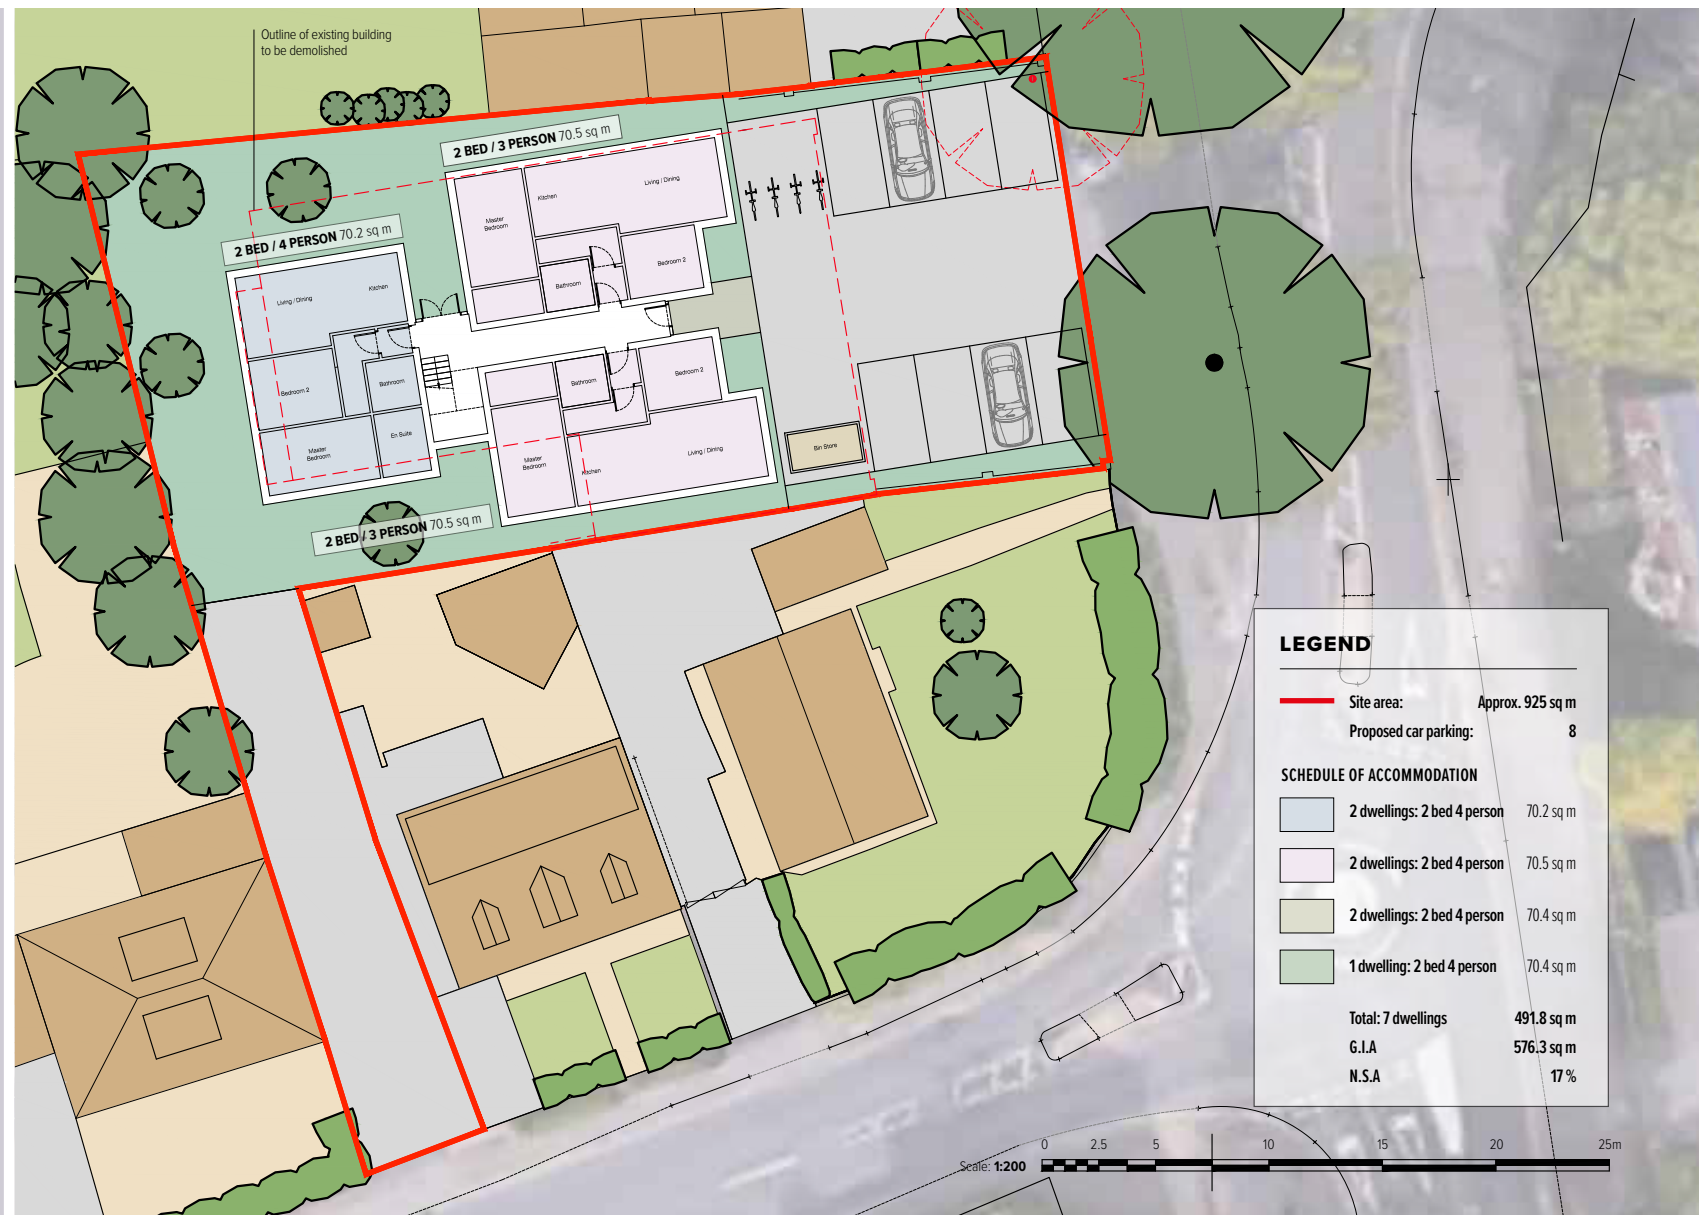 Outline of existing building
to be demolished
2 BED / 3 PERSON 70.5 sq m
Living / Dining
Kitchen
Master
Bedroom
Bedroom 2
Bathroom
2 BED / 4 PERSON 70.2 sq m
Living / Dining
Kitchen
Bedroom 2
Bathroom
En Suite
Master
Bedroom
Bathroom
Bedroom 2
Living / Dining
Kitchen
Master
Bedroom
Bin Store
2 BED / 3 PERSON 70.5 sq m
LEGEND
Site area: Approx. 925 sq m
Proposed car parking: 8
SCHEDULE OF ACCOMMODATION
2 dwellings: 2 bed 4 person 70.2 sq m
2 dwellings: 2 bed 4 person 70.5 sq m
2 dwellings: 2 bed 4 person 70.4 sq m
1 dwelling: 2 bed 4 person 70.4 sq m
Total: 7 dwellings 491.8 sq m
G.I.A 576.3 sq m
N.S.A 17 %
0 2.5 5 10 15 20 25m
Scale: 1:200